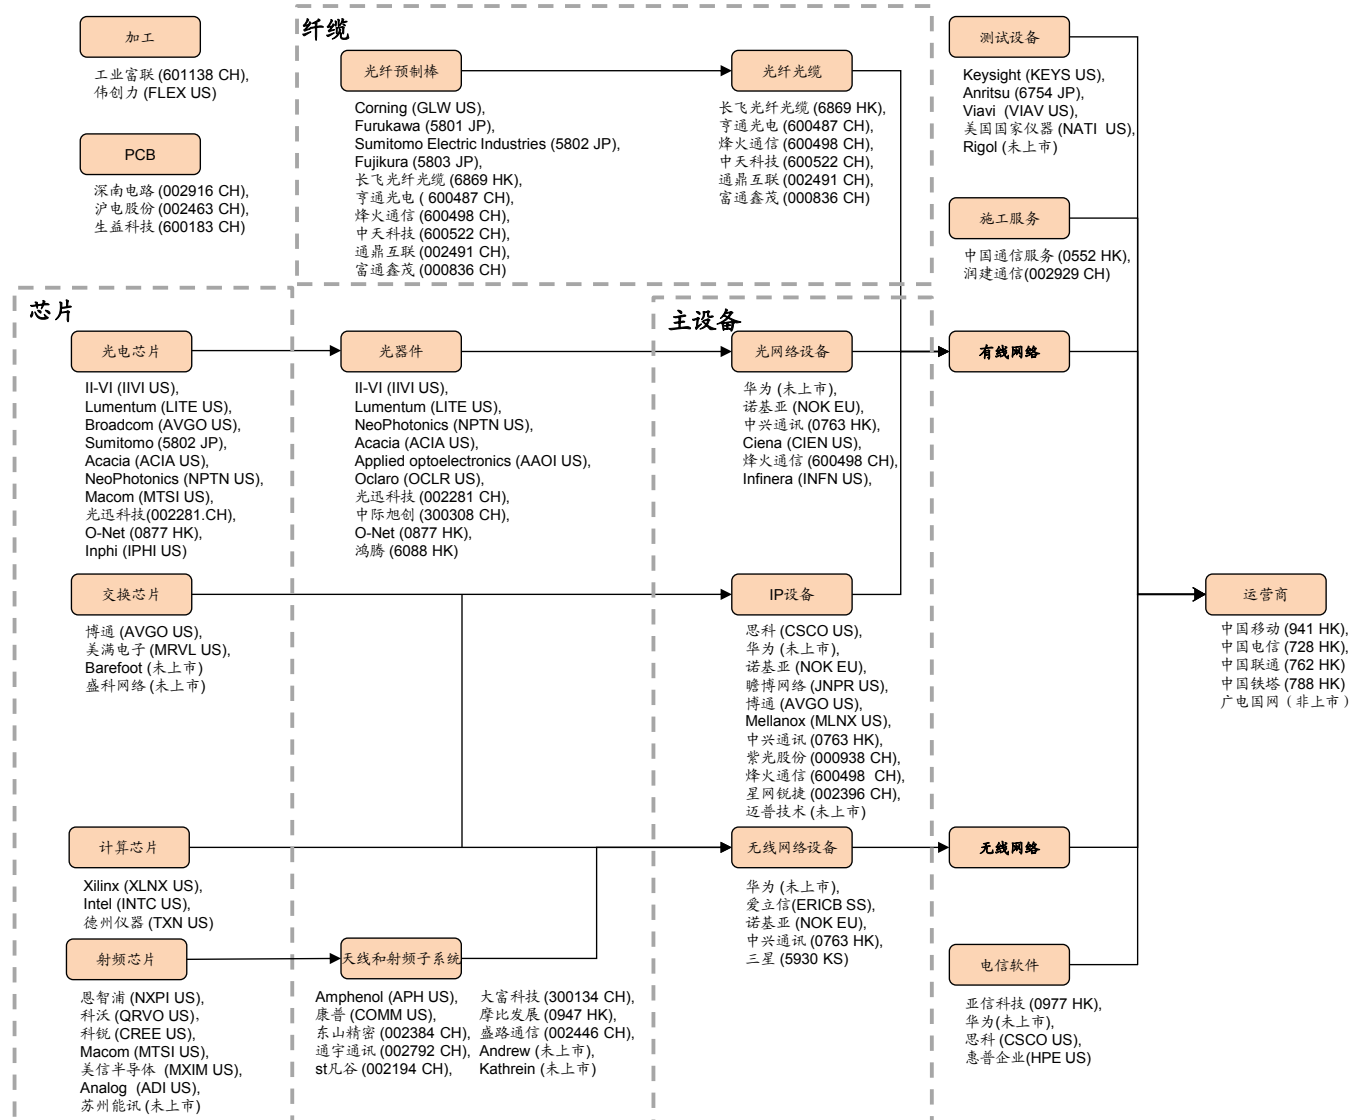 加工
工业富联 (601138 CH),
伟创力 (FLEX US)
PCB
深南电路 (002916 CH)
沪电股份 (002463 CH),
生益科技 (600183 CH)
纤缆
光纤预制棒
Corning (GLW US),
Furukawa (5801 JP),
Sumitomo Electric Industries (5802 JP),
Fujikura (5803 JP),
长飞光纤光缆 (6869 HK),
亨通光电 ( 600487 CH),
烽火通信 (600498 CH),
中天科技 (600522 CH),
通鼎互联 (002491 CH),
富通鑫茂 (000836 CH)
光纤光缆
长飞光纤光缆 (6869 HK),
亨通光电 (600487 CH),
烽火通信 (600498 CH),
中天科技 (600522 CH),
通鼎互联 (002491 CH),
富通鑫茂 (000836 CH)
测试设备
Keysight (KEYS US),
Anritsu (6754 JP),
Viavi (VIAV US),
美国国家仪器 (NATI US),
Rigol (未上市)
施工服务
中国通信服务 (0552 HK),
润建通信(002929 CH)
芯片
光电芯片
II-VI (IIVI US),
Lumentum (LITE US),
Broadcom (AVGO US),
Sumitomo (5802 JP),
Acacia (ACIA US),
NeoPhotonics (NPTN US),
Macom (MTSI US),
光迅科技(002281.CH),
O-Net (0877 HK),
Inphi (IPHI US)
光器件
II-VI (IIVI US),
Lumentum (LITE US),
NeoPhotonics (NPTN US),
Acacia (ACIA US),
Applied optoelectronics (AAOI US),
Oclaro (OCLR US),
光迅科技 (002281 CH),
中际旭创 (300308 CH),
O-Net (0877 HK),
鸿腾 (6088 HK)
主设备
光网络设备
华为 (未上市),
诺基亚 (NOK EU),
中兴通讯 (0763 HK),
Ciena (CIEN US),
烽火通信 (600498 CH),
Infinera (INFN US),
有线网络
交换芯片
博通 (AVGO US),
美满电子 (MRVL US),
Barefoot (未上市)
盛科网络 (未上市)
IP设备
思科 (CSCO US),
华为 (未上市),
诺基亚 (NOK EU),
瞻博网络 (JNPR US),
博通 (AVGO US),
Mellanox (MLNX US),
中兴通讯 (0763 HK),
紫光股份 (000938 CH),
烽火通信 (600498 CH),
星网锐捷 (002396 CH),
迈普技术 (未上市)
运营商
中国移动 (941 HK),
中国电信 (728 HK),
中国联通 (762 HK)
中国铁塔 (788 HK)
广电国网（非上市）
计算芯片
Xilinx (XLNX US),
Intel (INTC US),
德州仪器 (TXN US)
无线网络设备
华为 (未上市),
爱立信(ERICB SS),
诺基亚 (NOK EU),
中兴通讯 (0763 HK),
三星 (5930 KS)
无线网络
射频芯片
恩智浦 (NXPI US),
科沃 (QRVO US),
科锐 (CREE US),
Macom (MTSI US),
美信半导体 (MXIM US),
Analog (ADI US),
苏州能讯 (未上市)
天线和射频子系统
Amphenol (APH US),
康普 (COMM US),
东山精密 (002384 CH),
通宇通讯 (002792 CH),
st凡谷 (002194 CH),
大富科技 (300134 CH),
摩比发展 (0947 HK),
盛路通信 (002446 CH),
Andrew (未上市),
Kathrein (未上市)
电信软件
亚信科技 (0977 HK),
华为(未上市),
思科 (CSCO US),
惠普企业(HPE US)